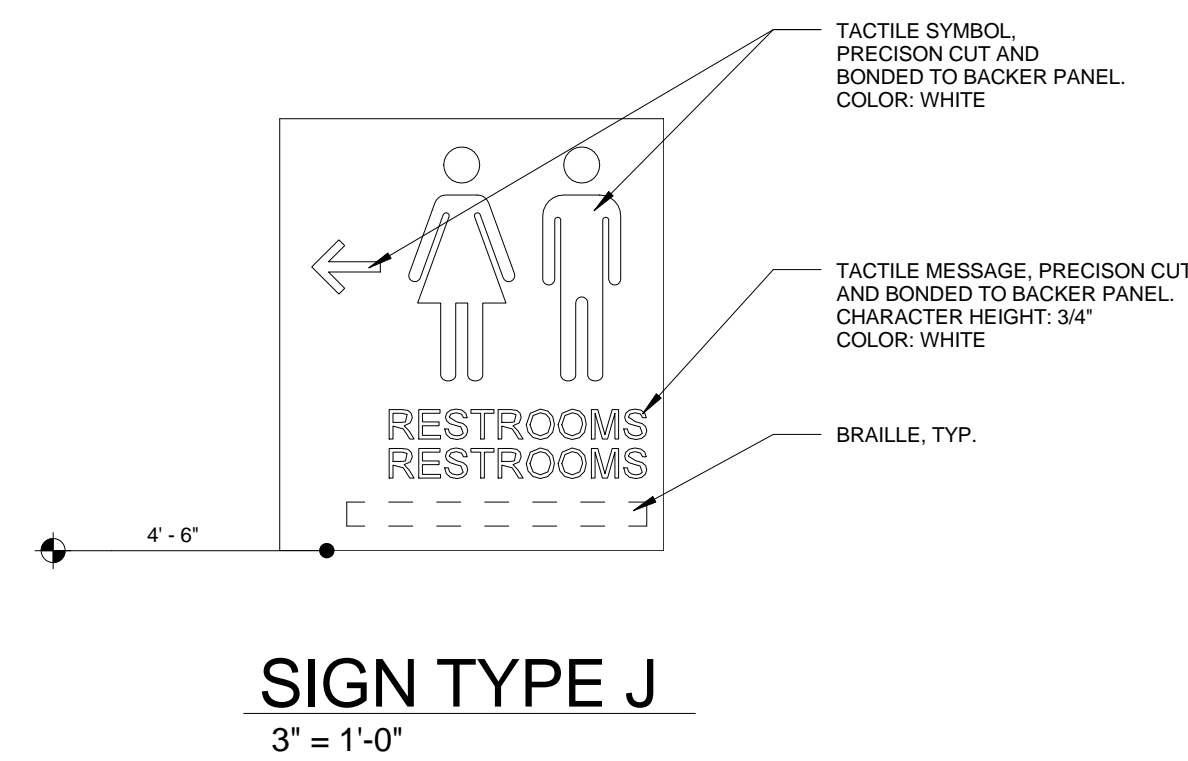 TACTILE SYMBOL,
PRECISON CUT AND
BONDED TO BACKER PANEL.
COLOR: WHITE
TACTILE MESSAGE, PRECISON CUT
AND BONDED TO BACKER PANEL.
CHARACTER HEIGHT: 3/4"
COLOR: WHITE
RESTROOMS
RESTROOMS
BRAILLE, TYP.
4' - 6"
SIGN TYPE J
3" = 1'-0"